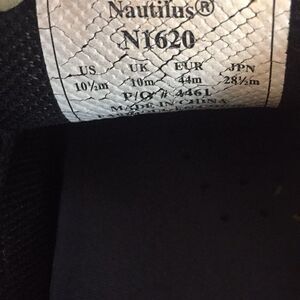 Nautilus®
N1620
US UK EUR JPN
10½m 10m 44m 28½m
P/O# 4461
MADE IN CHINA